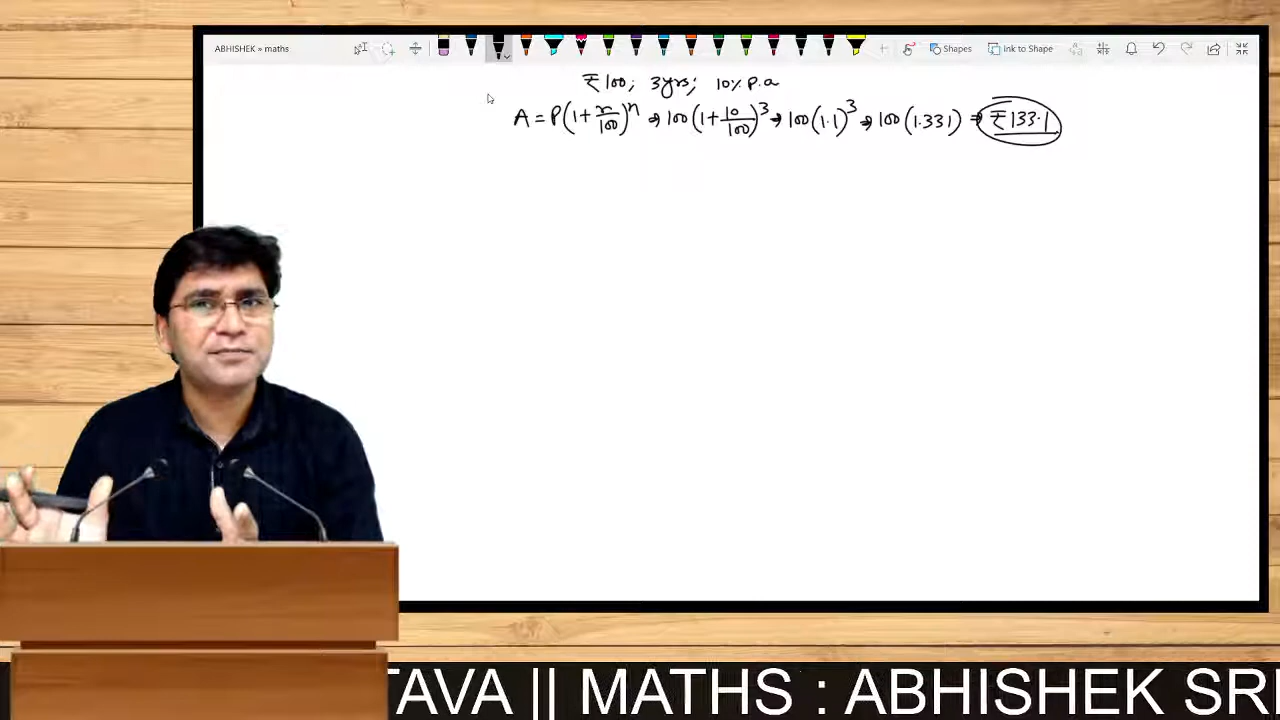 ABHISHEK » maths
Shapes
Ink to Shape
₹100; 3yrs; 10% P.a
A = P(1+r/100)^n → 100(1+10/100)^3 → 100(1.1)^3 → 100(1.331) ⇒ ₹133.1
TAVA || MATHS : ABHISHEK SRI